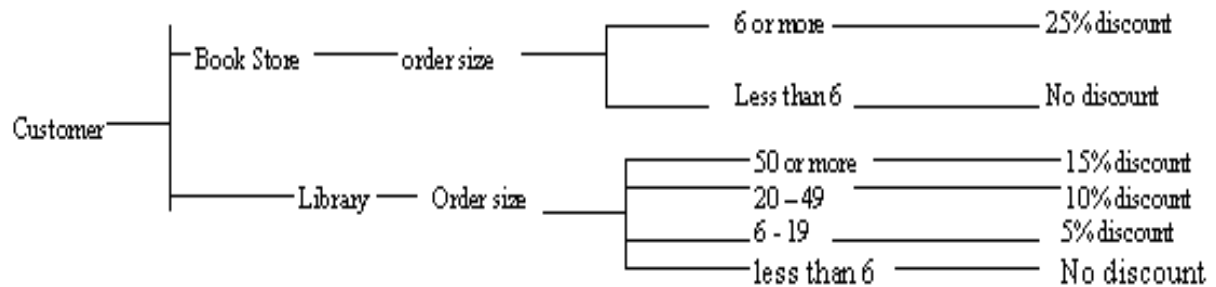 6 or more 25% discount
Book Store order size
Less than 6 No discount
Customer
50 or more 15% discount
Library Order size 20 – 49 10% discount
6 - 19 5% discount
less than 6 No discount